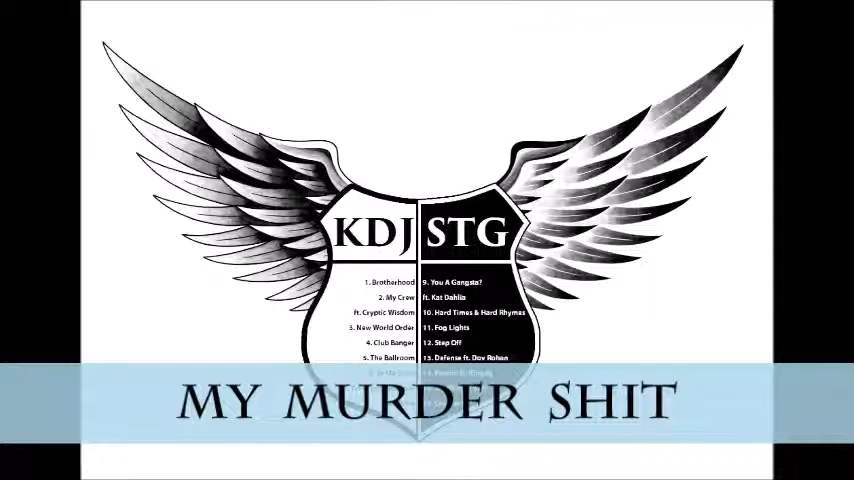 KDJ STG
1. Brotherhood
2. My Crew
ft. Cryptic Wisdom
3. New World Order
4. Club Banger
5. The Ballroom
9. You A Gangsta?
ft. Kat Dahlia
10. Hard Times & Hard Rhymes
11. Fog Lights
12. Step Off
13. Defense ft. Dov Rohan
MY MURDER SHIT